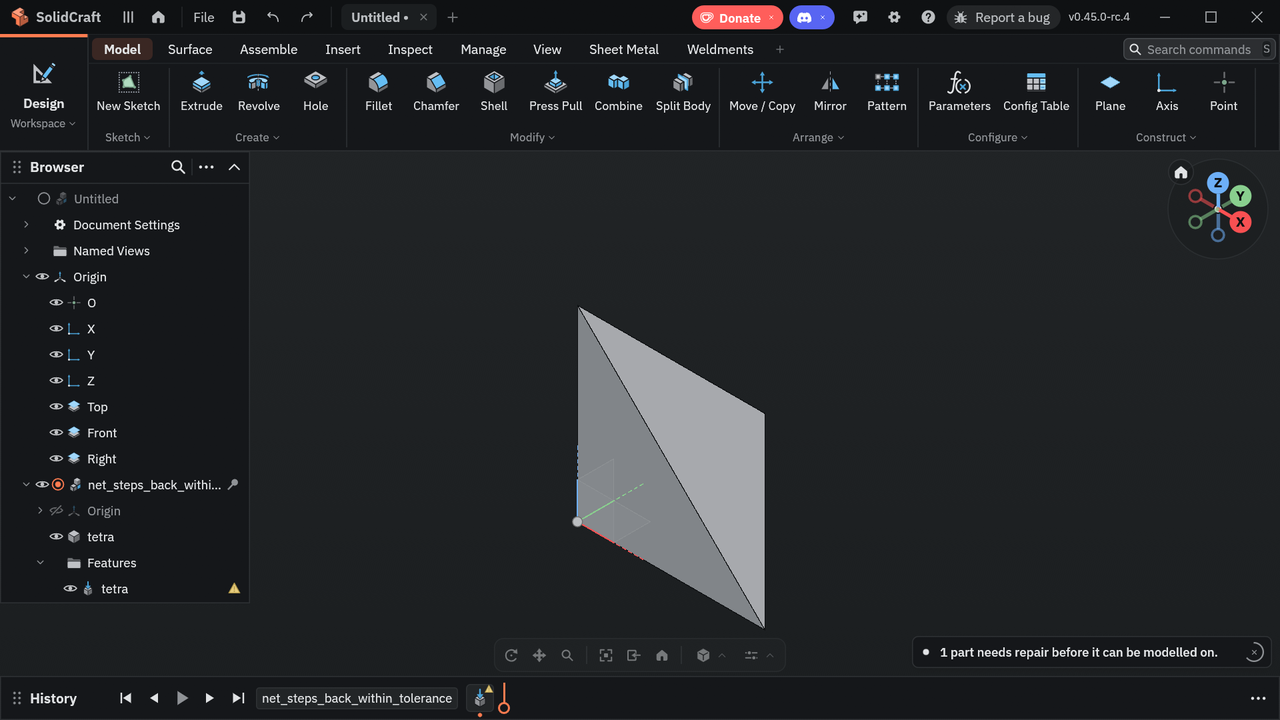 SolidCraft
File
Untitled •
Donate
Report a bug
v0.45.0-rc.4
Design
Workspace
Model
Surface
Assemble
Insert
Inspect
Manage
View
Sheet Metal
Weldments
Search commands
S
New Sketch
Extrude
Revolve
Hole
Fillet
Chamfer
Shell
Press Pull
Combine
Split Body
Move / Copy
Mirror
Pattern
Parameters
Config Table
Plane
Axis
Point
Sketch
Create
Modify
Arrange
Configure
Construct
Browser
Untitled
Document Settings
Named Views
Origin
O
X
Y
Z
Top
Front
Right
net_steps_back_withi...
Origin
tetra
Features
tetra
Z
Y
X
1 part needs repair before it can be modelled on.
History
net_steps_back_within_tolerance